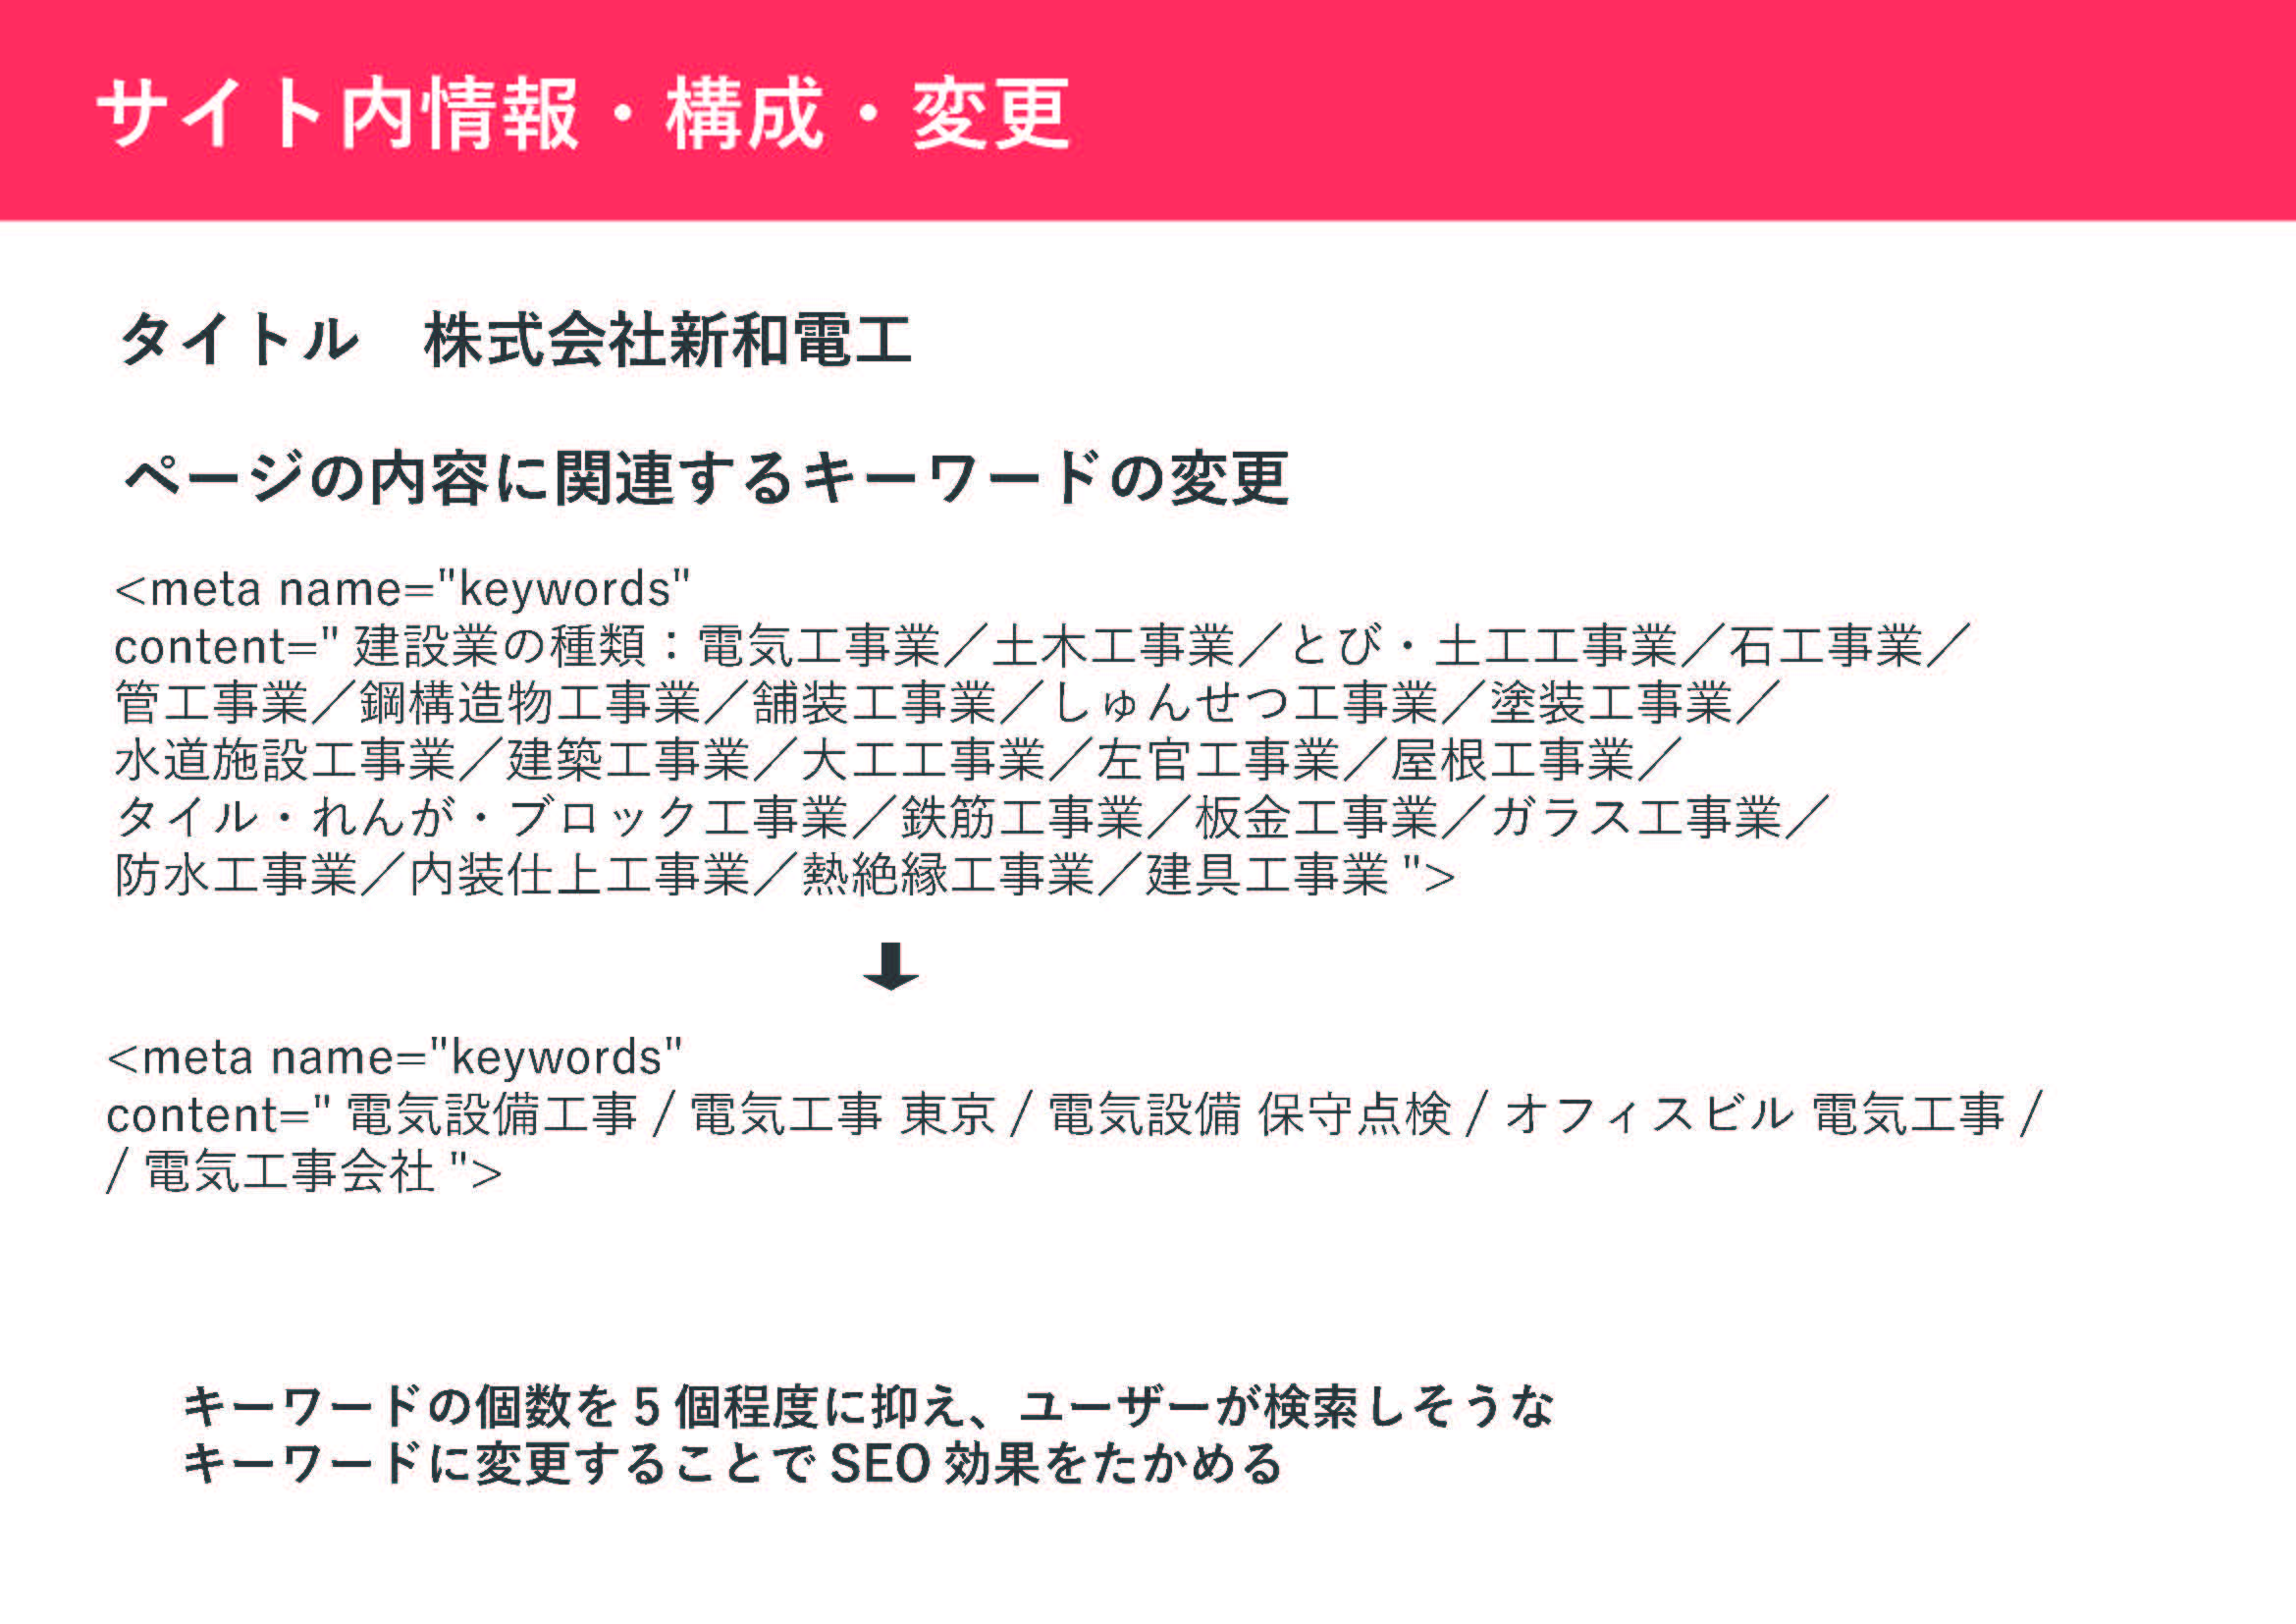 サイト内情報・構成・変更
タイトル　株式会社新和電工
ページの内容に関連するキーワードの変更
<meta name="keywords"
content=" 建設業の種類：電気工事業／土木工事業／とび・土工工事業／石工事業／
管工事業／鋼構造物工事業／舗装工事業／しゅんせつ工事業／塗装工事業／
水道施設工事業／建築工事業／大工工事業／左官工事業／屋根工事業／
タイル・れんが・ブロック工事業／鉄筋工事業／板金工事業／ガラス工事業／
防水工事業／内装仕上工事業／熱絶縁工事業／建具工事業 ">
<meta name="keywords"
content=" 電気設備工事 / 電気工事 東京 / 電気設備 保守点検 / オフィスビル 電気工事 /
/ 電気工事会社 ">
キーワードの個数を 5 個程度に抑え、ユーザーが検索しそうな
キーワードに変更することで SEO 効果をたかめる